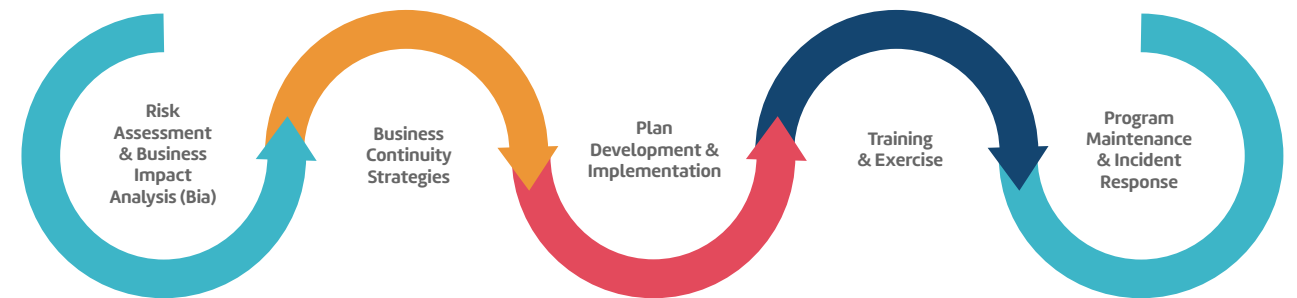 Risk
Assessment
& Business
Impact
Analysis (Bia)
Business
Continuity
Strategies
Plan
Development &
Implementation
Training
& Exercise
Program
Maintenance
& Incident
Response